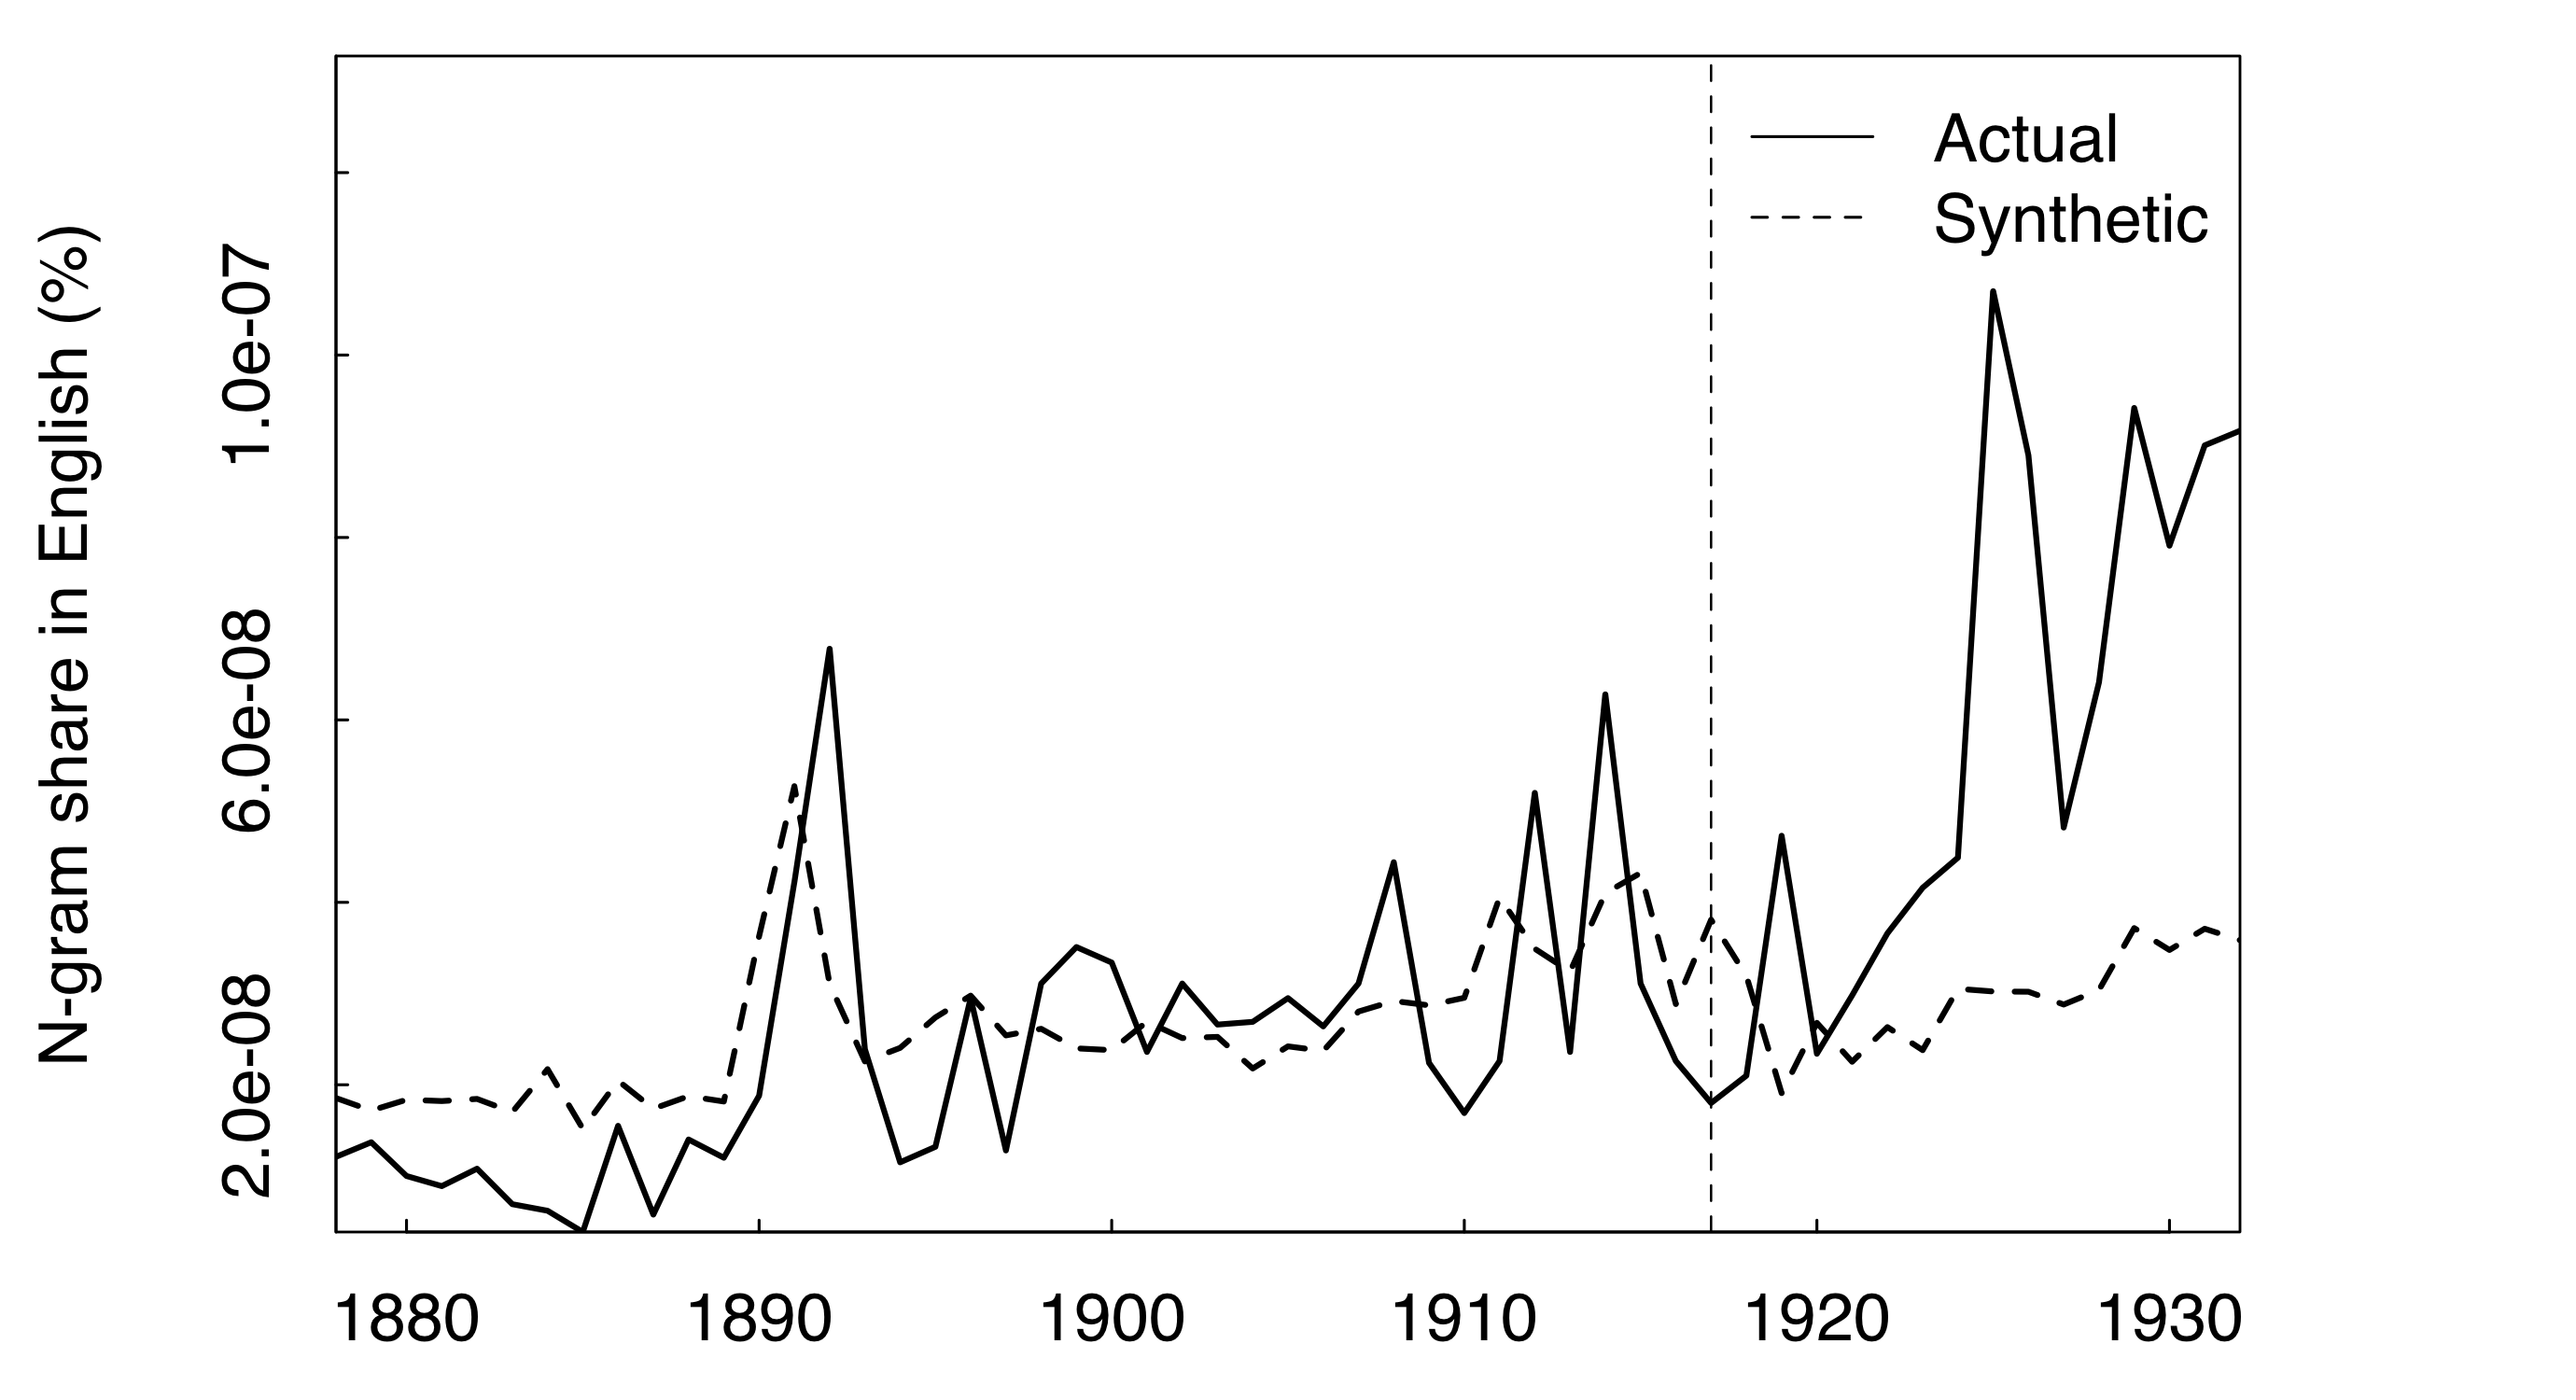 N-gram share in English (%)
1.0e-07
6.0e-08
2.0e-08
Actual
Synthetic
1880 1890 1900 1910 1920 1930